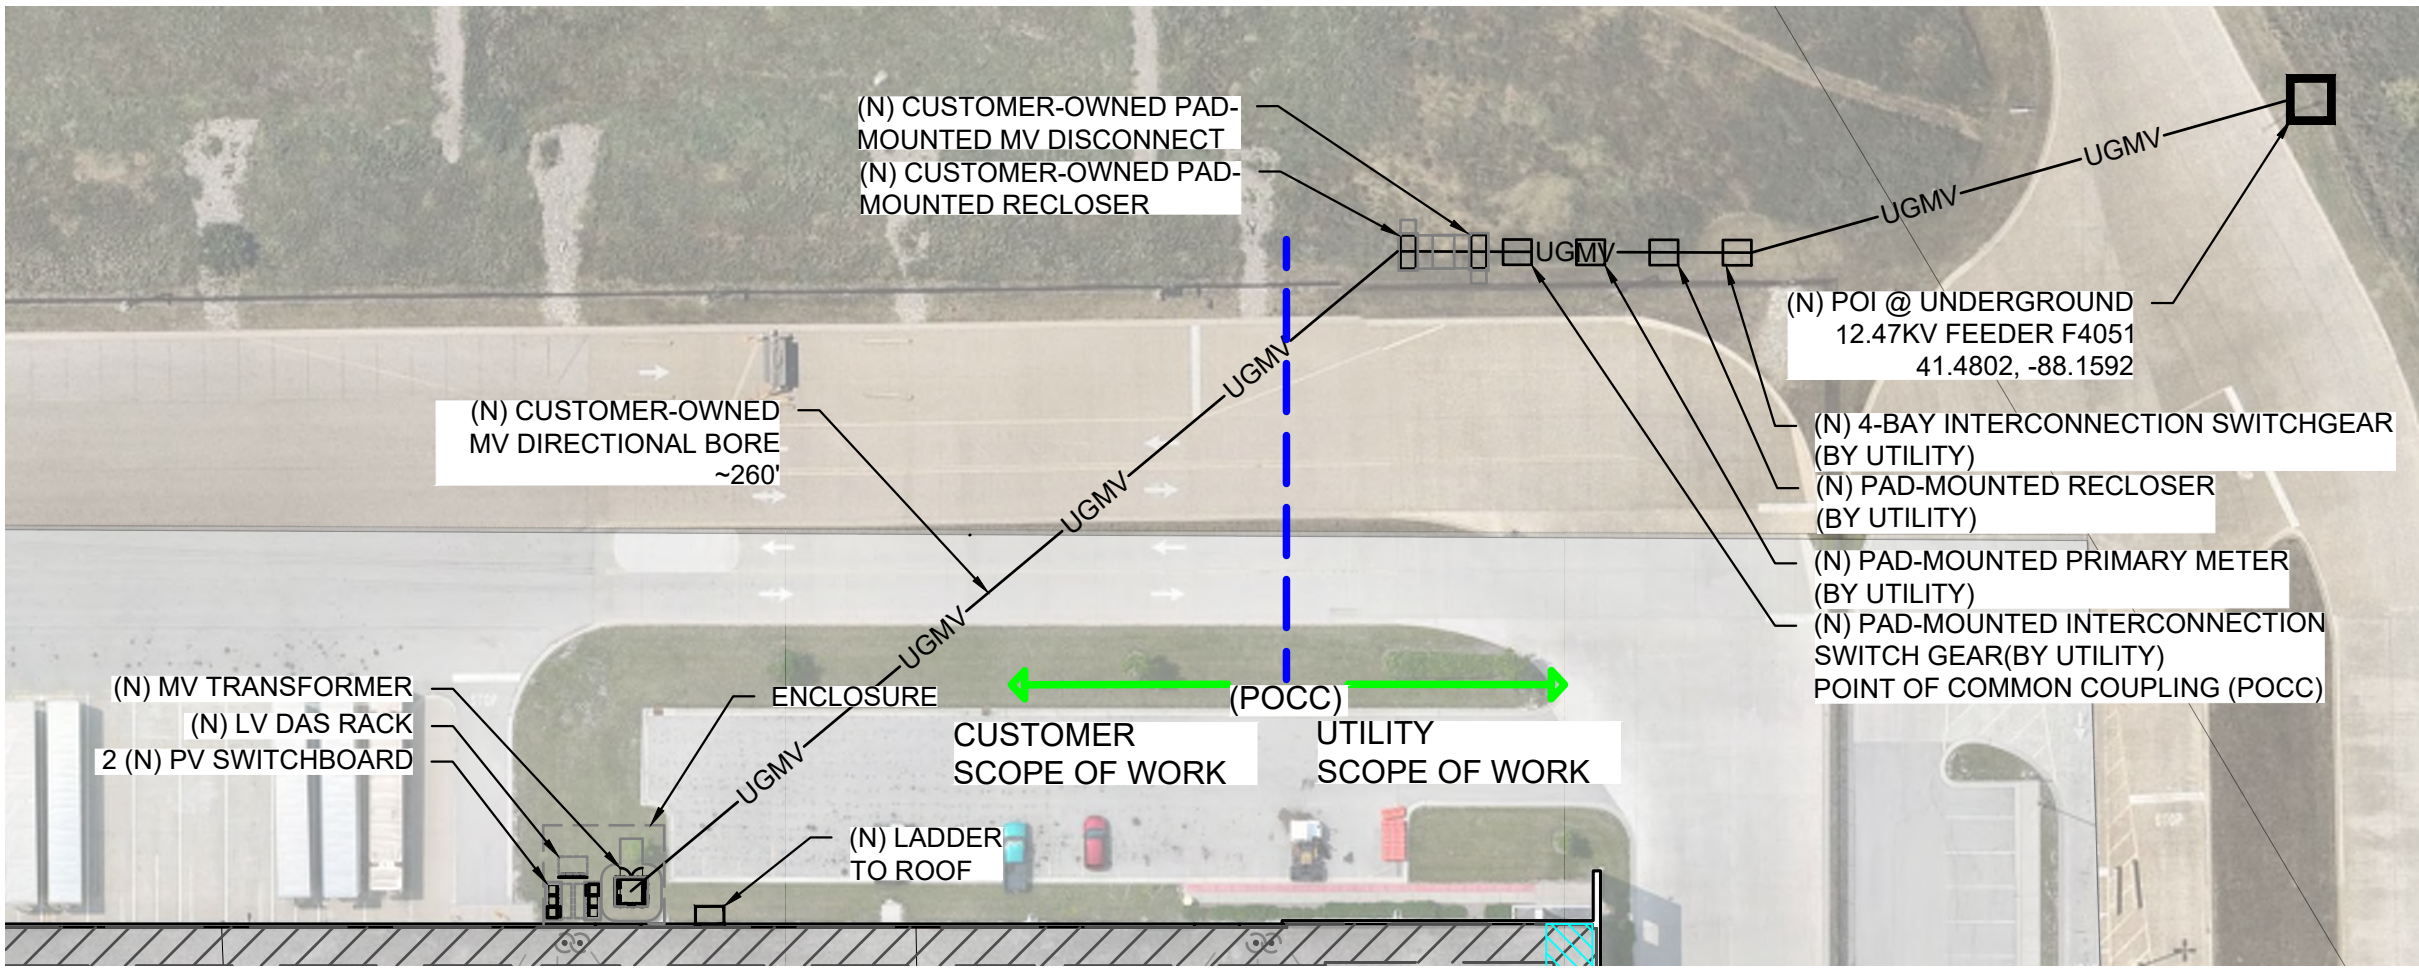 (N) CUSTOMER-OWNED PAD-
MOUNTED MV DISCONNECT
(N) CUSTOMER-OWNED PAD-
MOUNTED RECLOSER
UGMV
UGMV
UGMV
(N) POI @ UNDERGROUND
12.47KV FEEDER F4051
41.4802, -88.1592
UGMV
(N) CUSTOMER-OWNED
MV DIRECTIONAL BORE
~260'
(N) 4-BAY INTERCONNECTION SWITCHGEAR
(BY UTILITY)
(N) PAD-MOUNTED RECLOSER
(BY UTILITY)
UGMV
(N) PAD-MOUNTED PRIMARY METER
(BY UTILITY)
(N) PAD-MOUNTED INTERCONNECTION
SWITCH GEAR(BY UTILITY)
POINT OF COMMON COUPLING (POCC)
UGMV
(N) MV TRANSFORMER
(N) LV DAS RACK
2 (N) PV SWITCHBOARD
ENCLOSURE
(POCC)
CUSTOMER
SCOPE OF WORK
UTILITY
SCOPE OF WORK
UGMV
(N) LADDER
TO ROOF
STOP